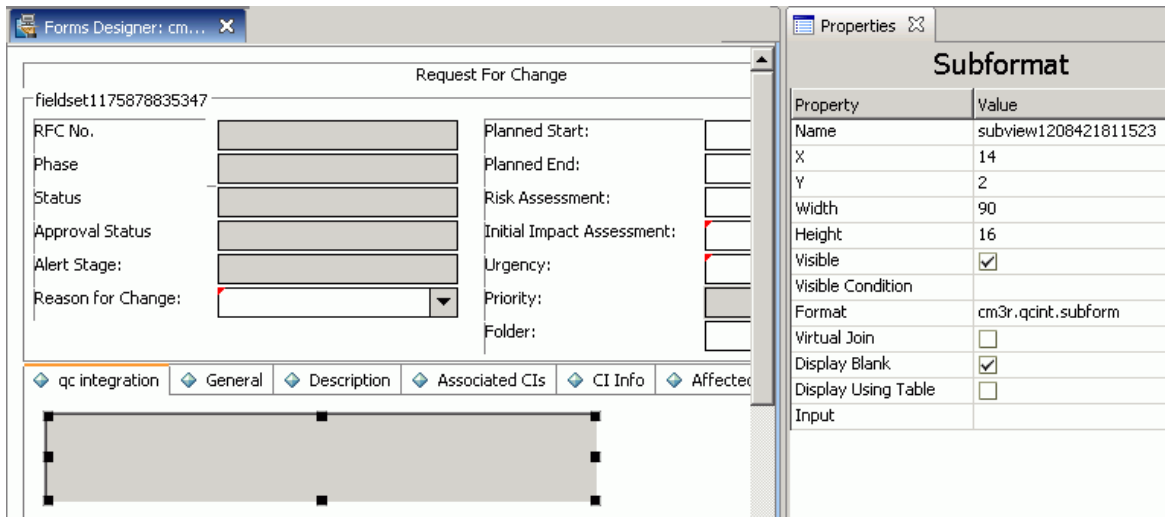 Forms Designer: cm...
Request For Change
fieldset1175878835347
RFC No.
Planned Start:
Phase
Planned End:
Status
Risk Assessment:
Approval Status
Initial Impact Assessment:
Alert Stage:
Urgency:
Reason for Change:
Priority:
Folder:
qc integration
General
Description
Associated CIs
CI Info
Affected
Properties
Subformat
Property Value
Name subview1208421811523
X 14
Y 2
Width 90
Height 16
Visible
Visible Condition
Format cm3r.qcint.subform
Virtual Join
Display Blank
Display Using Table
Input